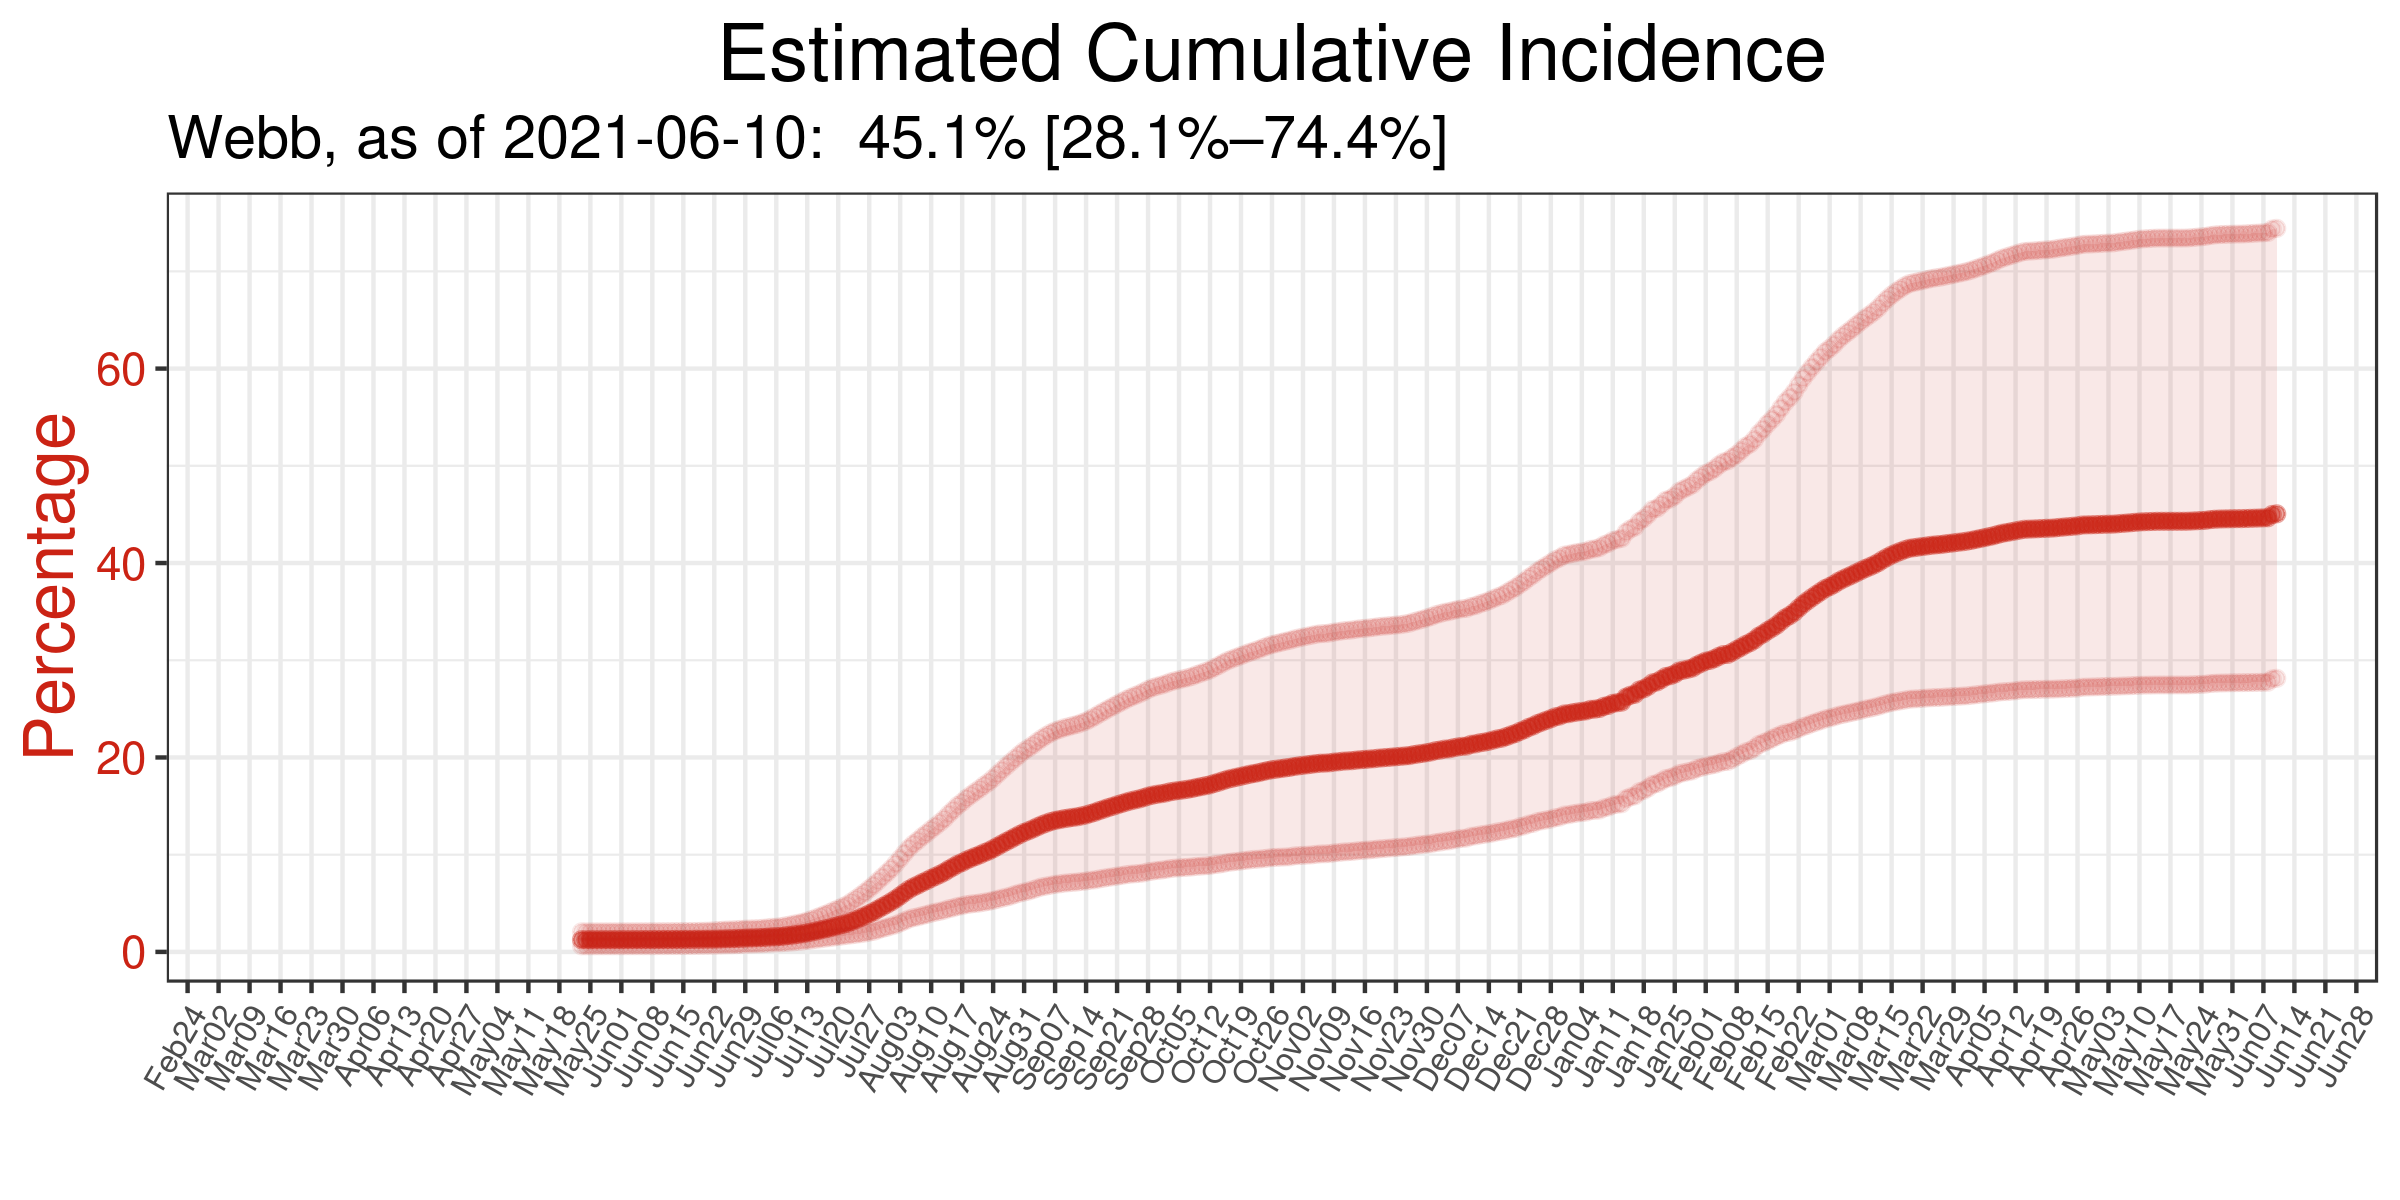 Estimated Cumulative Incidence
Webb, as of 2021-06-10:  45.1% [28.1%–74.4%]
Percentage
60
40
20
0
Feb24
Mar02
Mar09
Mar16
Mar23
Mar30
Apr06
Apr13
Apr20
Apr27
May04
May11
May18
May25
Jun01
Jun08
Jun15
Jun22
Jun29
Jul06
Jul13
Jul20
Jul27
Aug03
Aug10
Aug17
Aug24
Aug31
Sep07
Sep14
Sep21
Sep28
Oct05
Oct12
Oct19
Oct26
Nov02
Nov09
Nov16
Nov23
Nov30
Dec07
Dec14
Dec21
Dec28
Jan04
Jan11
Jan18
Jan25
Feb01
Feb08
Feb15
Feb22
Mar01
Mar08
Mar15
Mar22
Mar29
Apr05
Apr12
Apr19
Apr26
May03
May10
May17
May24
May31
Jun07
Jun14
Jun21
Jun28